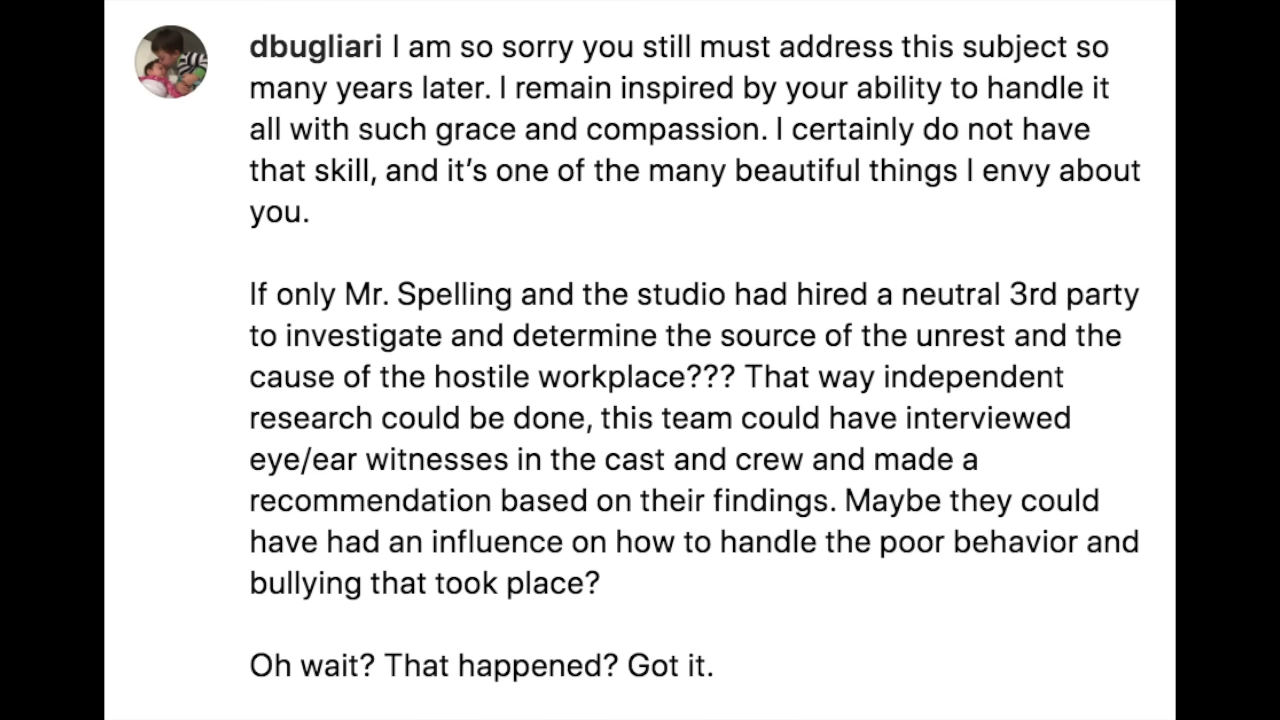 dbugliari I am so sorry you still must address this subject so
many years later. I remain inspired by your ability to handle it
all with such grace and compassion. I certainly do not have
that skill, and it’s one of the many beautiful things I envy about
you.
If only Mr. Spelling and the studio had hired a neutral 3rd party
to investigate and determine the source of the unrest and the
cause of the hostile workplace??? That way independent
research could be done, this team could have interviewed
eye/ear witnesses in the cast and crew and made a
recommendation based on their findings. Maybe they could
have had an influence on how to handle the poor behavior and
bullying that took place?
Oh wait? That happened? Got it.